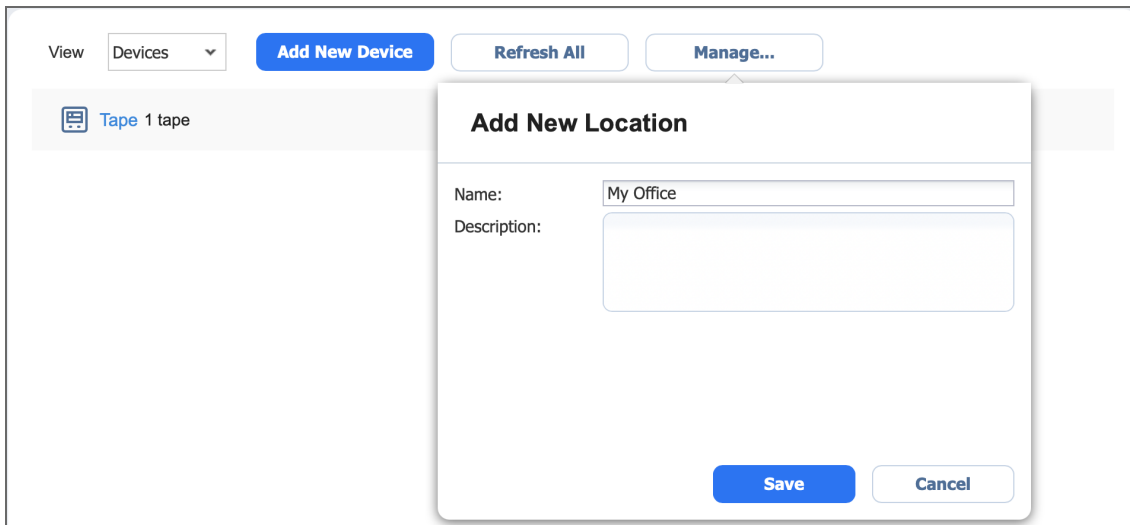 View Devices Add New Device Refresh All Manage...
Tape 1 tape
Add New Location
Name: My Office
Description:
Save Cancel